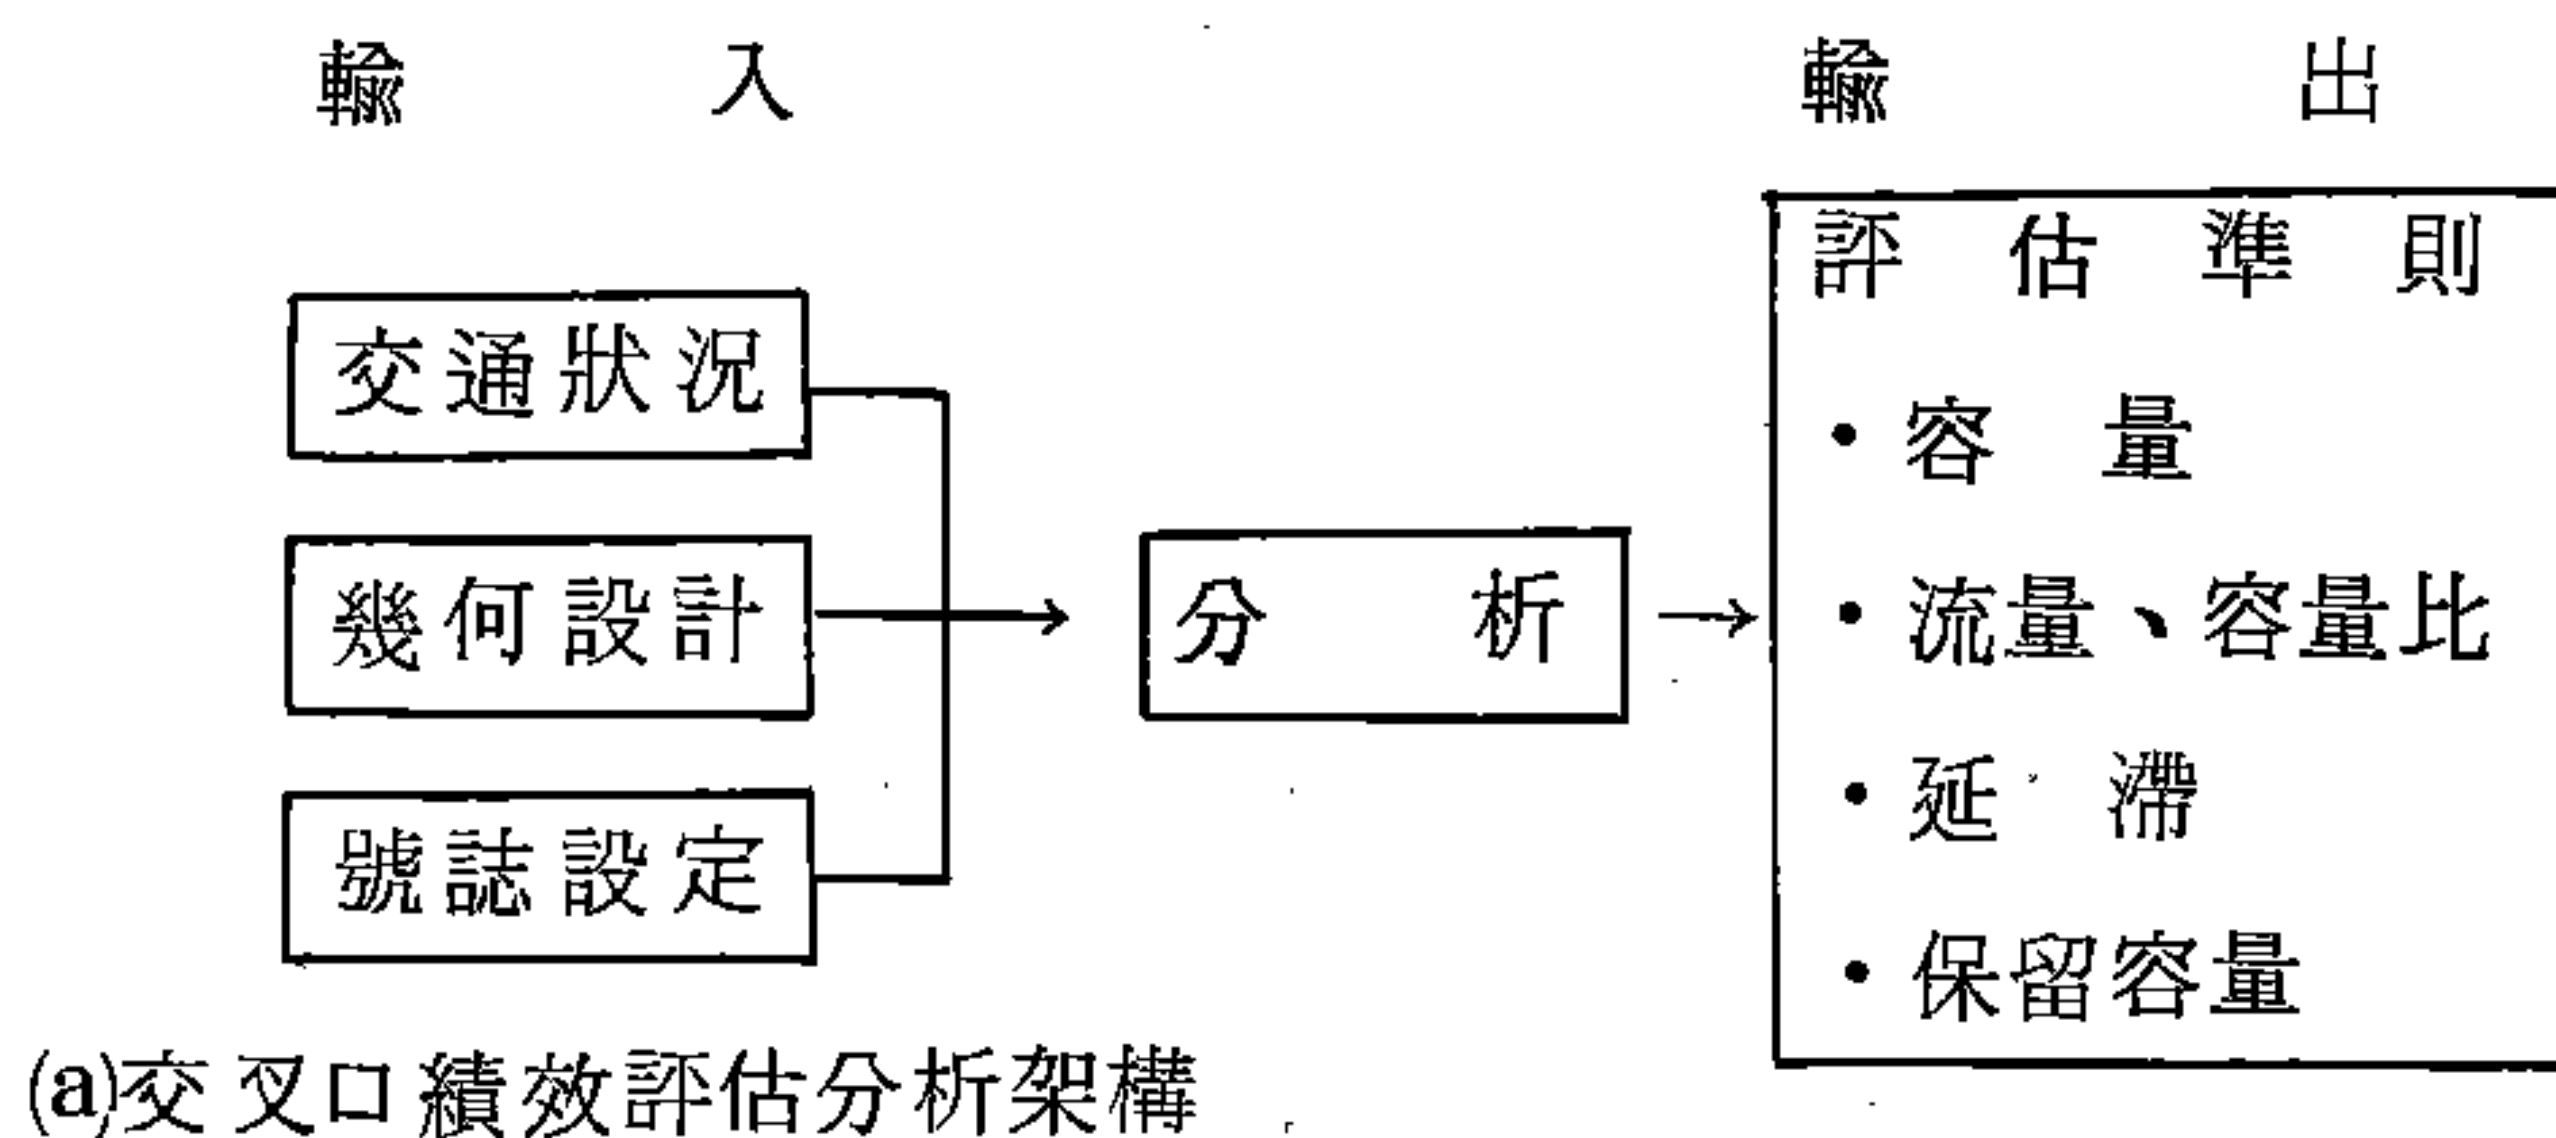 輸入
輸出
交通狀況
幾何設計
號誌設定
分析
評估準則
・容量
・流量、容量比
・延滯
・保留容量
(a)交叉口績效評估分析架構